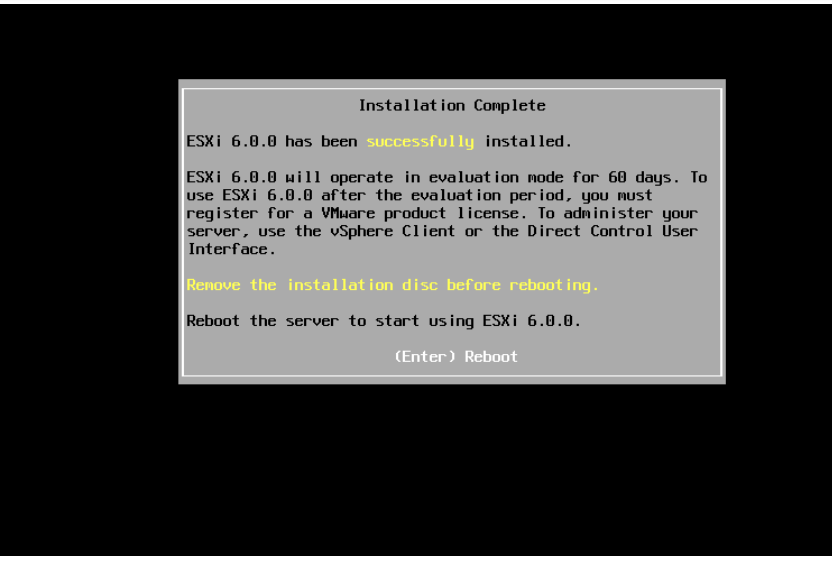 Installation Complete
ESXi 6.0.0 has been successfully installed.
ESXi 6.0.0 will operate in evaluation mode for 60 days. To
use ESXi 6.0.0 after the evaluation period, you must
register for a VMware product license. To administer your
server, use the vSphere Client or the Direct Control User
Interface.
Remove the installation disc before rebooting.
Reboot the server to start using ESXi 6.0.0.
(Enter) Reboot